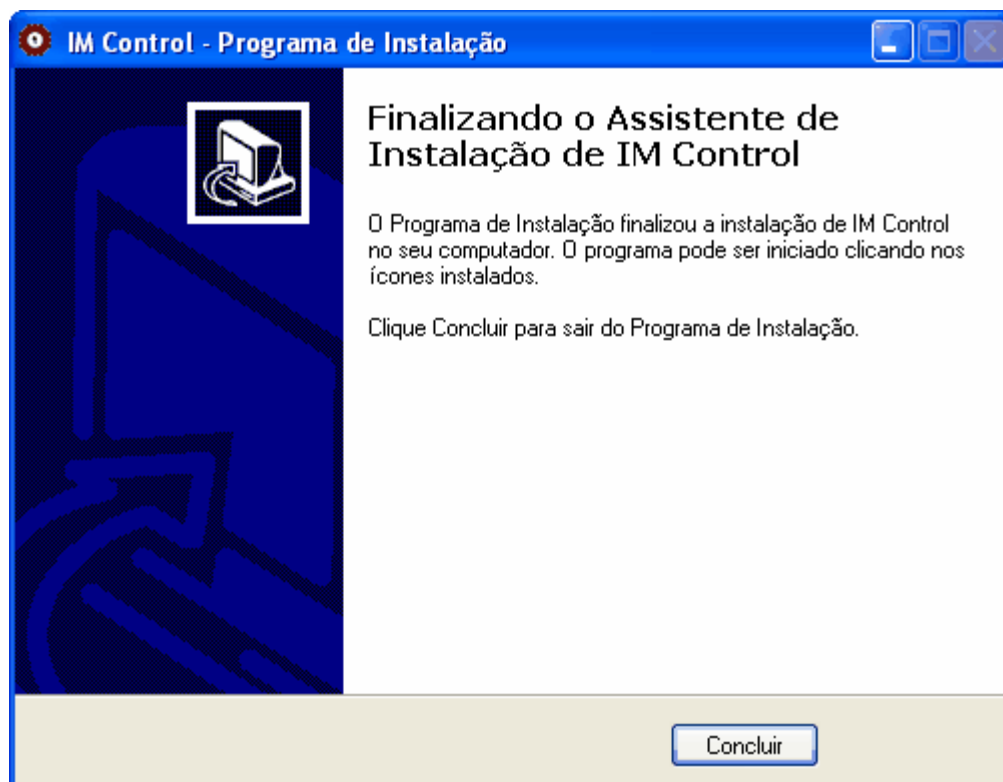 IM Control - Programa de Instalação
Finalizando o Assistente de
Instalação de IM Control
O Programa de Instalação finalizou a instalação de IM Control
no seu computador. O programa pode ser iniciado clicando nos
ícones instalados.
Clique Concluir para sair do Programa de Instalação.
Concluir